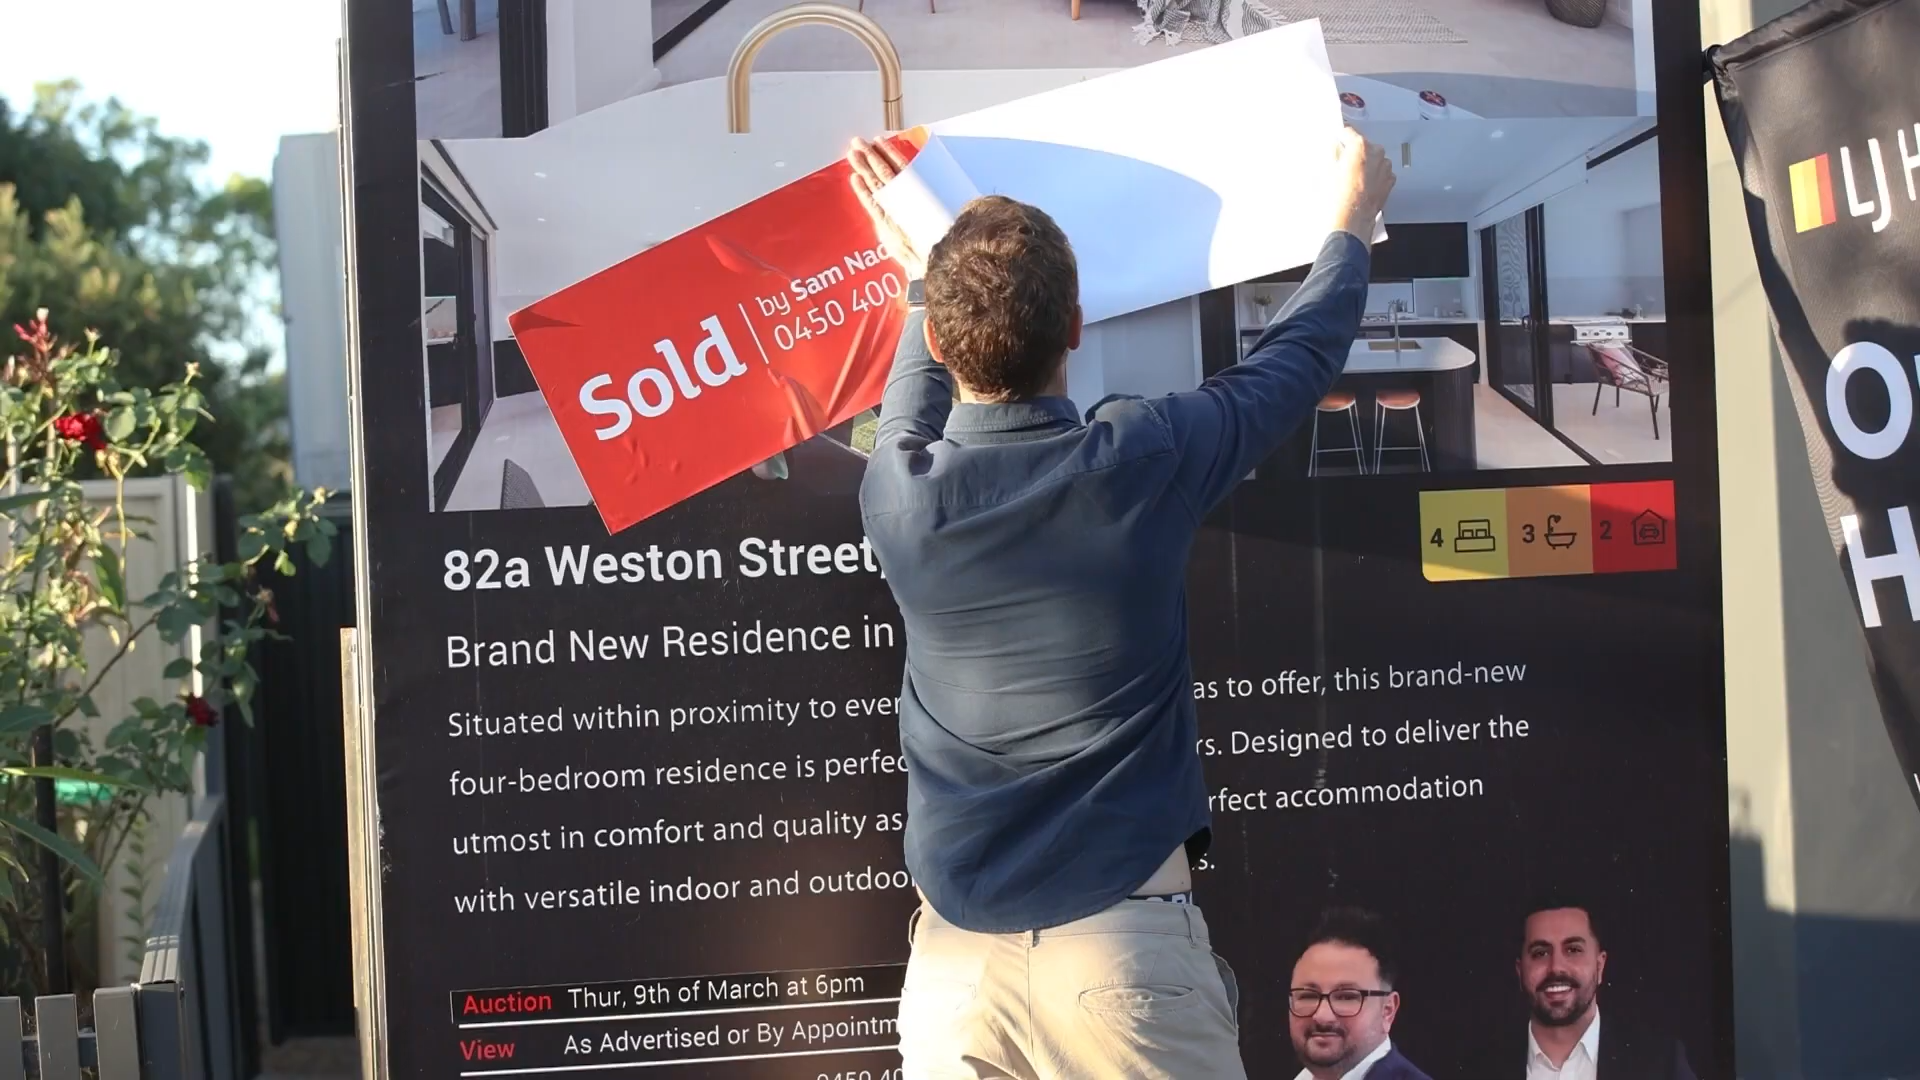 Sold
by Sam Nad
0450 400
LJ H
4 3 2
82a Weston Street,
Brand New Residence in
Situated within proximity to ever as to offer, this brand-new
four-bedroom residence is perfec rs. Designed to deliver the
utmost in comfort and quality as rfect accommodation
with versatile indoor and outdoor s.
Auction Thur, 9th of March at 6pm
View As Advertised or By Appointm